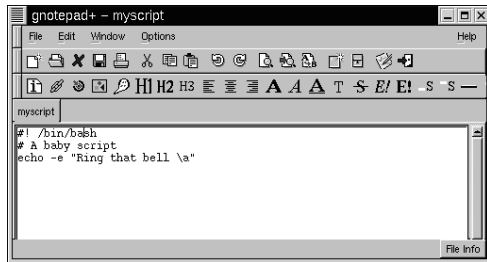 gnotepad+ - myscript
File Edit Window Options Help
H1 H2 H3 A A A T S E! E! _S ¯S —
myscript
#! /bin/bash
# A baby script
echo -e "Ring that bell \a"
File Info